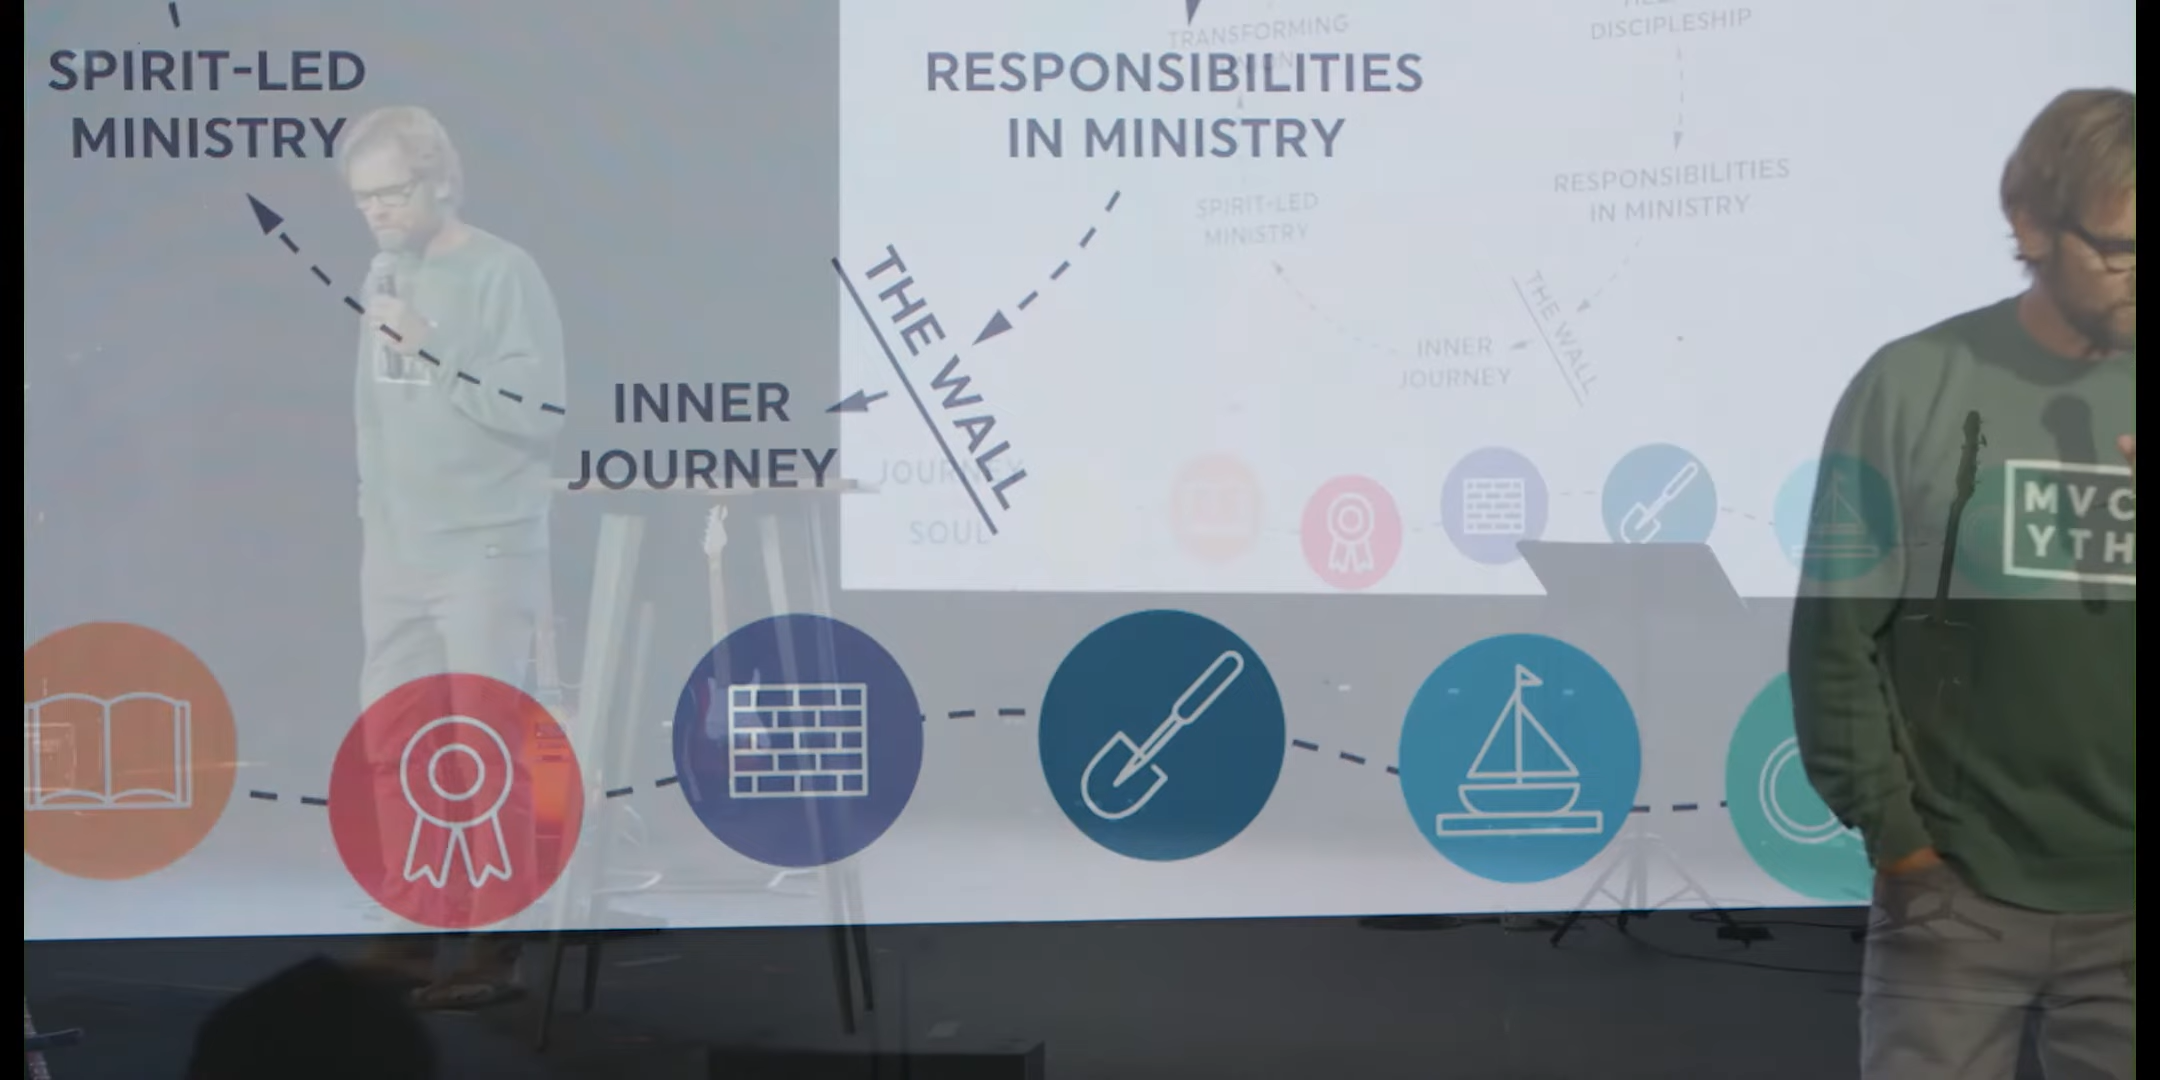 SPIRIT-LED
MINISTRY
RESPONSIBILITIES
IN MINISTRY
THE WALL
INNER
JOURNEY
TRANSFORMING
DISCIPLESHIP
RESPONSIBILITIES
IN MINISTRY
SPIRIT-LED
MINISTRY
THE WALL
INNER
JOURNEY
JOURNEY
SOUL
MVC
YTH